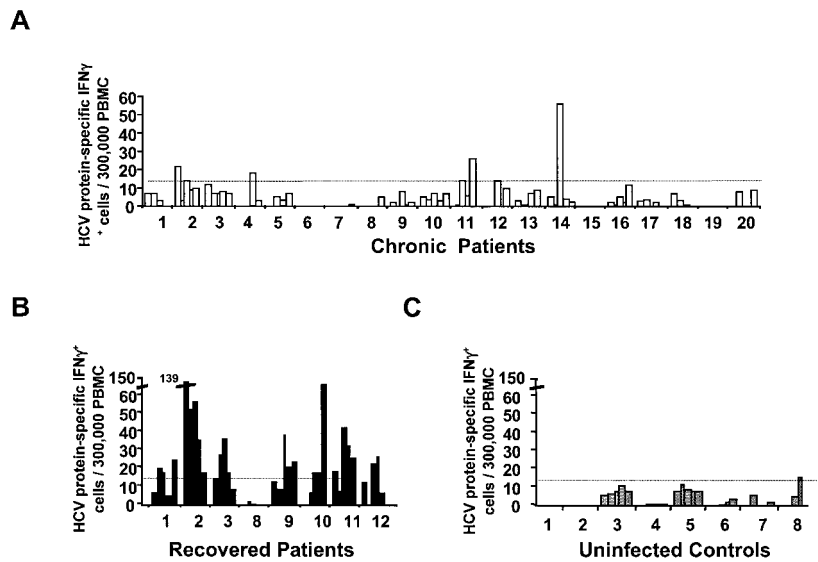 A
HCV protein-specific IFNγ
+ cells / 300,000 PBMC
60
50
40
30
20
10
0
1 2 3 4 5 6 7 8 9 10 11 12 13 14 15 16 17 18 19 20
Chronic Patients
B
HCV protein-specific IFNγ+
cells / 300,000 PBMC
150
60
50
40
30
20
10
0
139
1 2 3 8 9 10 11 12
Recovered Patients
C
HCV protein-specific IFNγ+
cells / 300,000 PBMC
150
60
50
40
30
20
10
0
1 2 3 4 5 6 7 8
Uninfected Controls